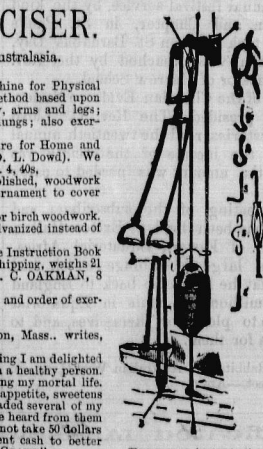 CISER.
ustralasia.
hine for Physical
ethod based upon
, arms and legs;
ungs; also exer-
re for Home and
D. L. Dowd). We
. 4, 40s,
lished, woodwork
rnament to cover
or birch woodwork.
vanized instead of
e Instruction Book
hipping, weighs 21
. C. OAKMAN, 8
and order of exer-
on, Mass.. writes,
ing I am delighted
a healthy person.
ng my mortal life.
appetite, sweetens
aded several of my
e heard from them
not take 50 dollars
ent cash to better